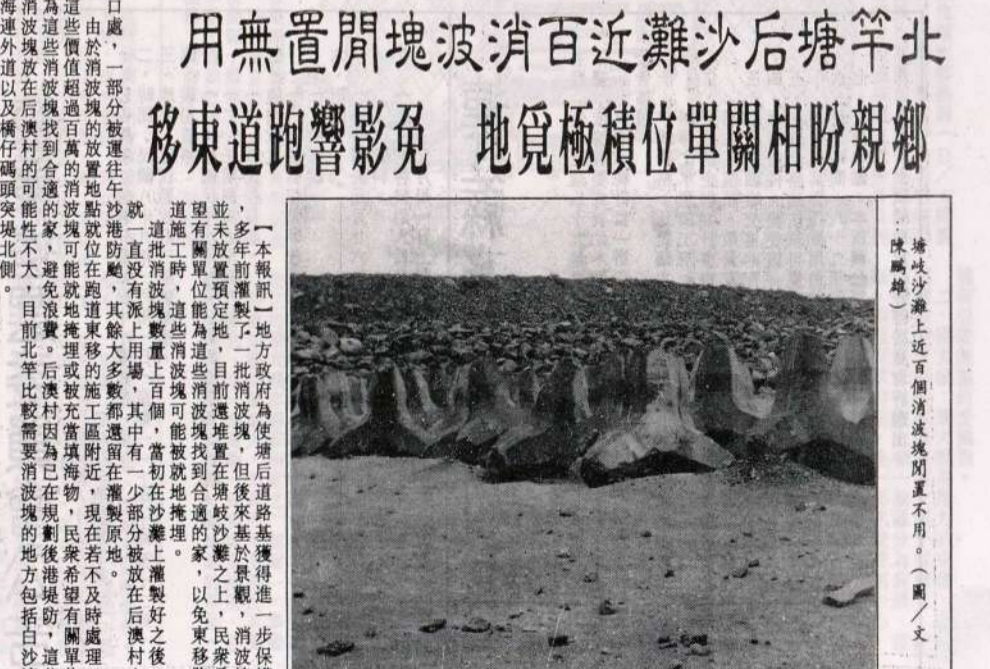 北竿塘后沙灘近百消波塊閒置無用
鄉親盼相關單位積極覓地 免影響跑道東移
塘岐沙灘上近百個消波塊閒置不用。（圖／文
陳鵬雄）
【本報訊】地方政府為使塘后道路基獲得進一步保
，多年前灌製了一批消波塊，但後來基於景觀，消波
並未放置預定地，目前還堆置在塘岐沙灘之上，民衆
望有關單位能為這些消波塊找到合適的家，以免東移
道施工時，這些消波塊可能被就地掩埋。
這批消波塊數量上百個，當初在沙灘上灌製好之後
就一直没有派上用場，其中有一少部分被放在后澳村
口處，一部分被運往午沙港防颱，其餘大多數都還留在灌製原地。
由於消波塊的放置地點就位在跑道東移的施工區附近，現在若不及時處理
這些價值超過百萬的消波塊可能就地掩埋或被充當填海物，民衆希望有關單
為這些消波塊找到合適的家，避免浪費。后澳村因為已在規劃後港堤防，這
消波塊放在后澳村的可能性不大，目前北竿比較需要消波塊的地方包括白沙
海連外道以及橋仔碼頭突堤北側。